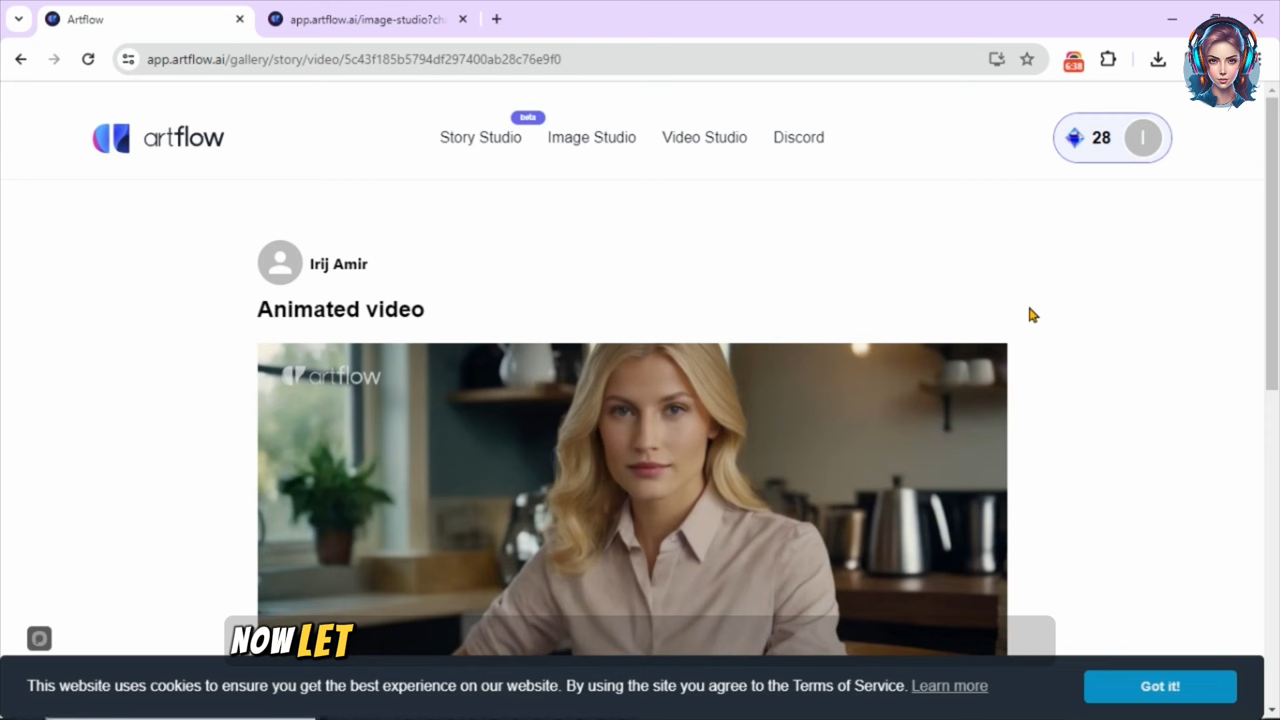 Artflow
app.artflow.ai/image-studio?ch
app.artflow.ai/gallery/story/video/5c43f185b5794df297400ab28c76e9f0
6:38
artflow
Story Studio beta Image Studio Video Studio Discord
28 I
Irij Amir
Animated video
artflow
NOW LET
This website uses cookies to ensure you get the best experience on our website. By using the site you agree to the Terms of Service. Learn more
Got it!